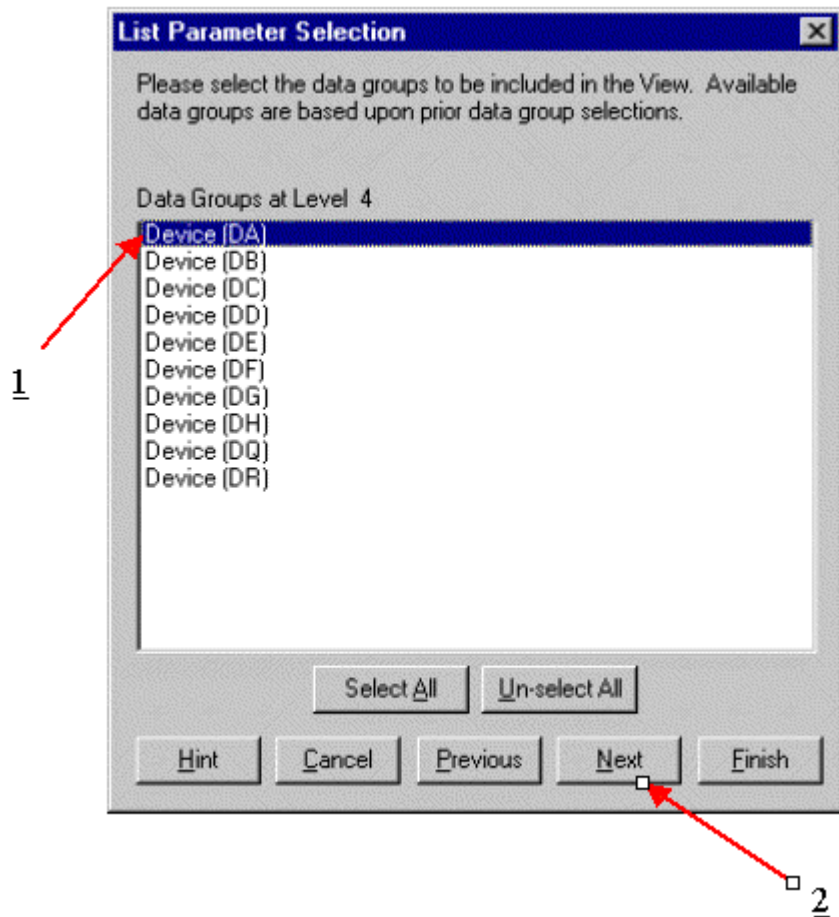 List Parameter Selection
Please select the data groups to be included in the View. Available
data groups are based upon prior data group selections.
Data Groups at Level 4
Device (DA)
Device (DB)
Device (DC)
Device (DD)
Device (DE)
Device (DF)
Device (DG)
Device (DH)
Device (DQ)
Device (DR)
1
Select All
Un-select All
Hint
Cancel
Previous
Next
Finish
2